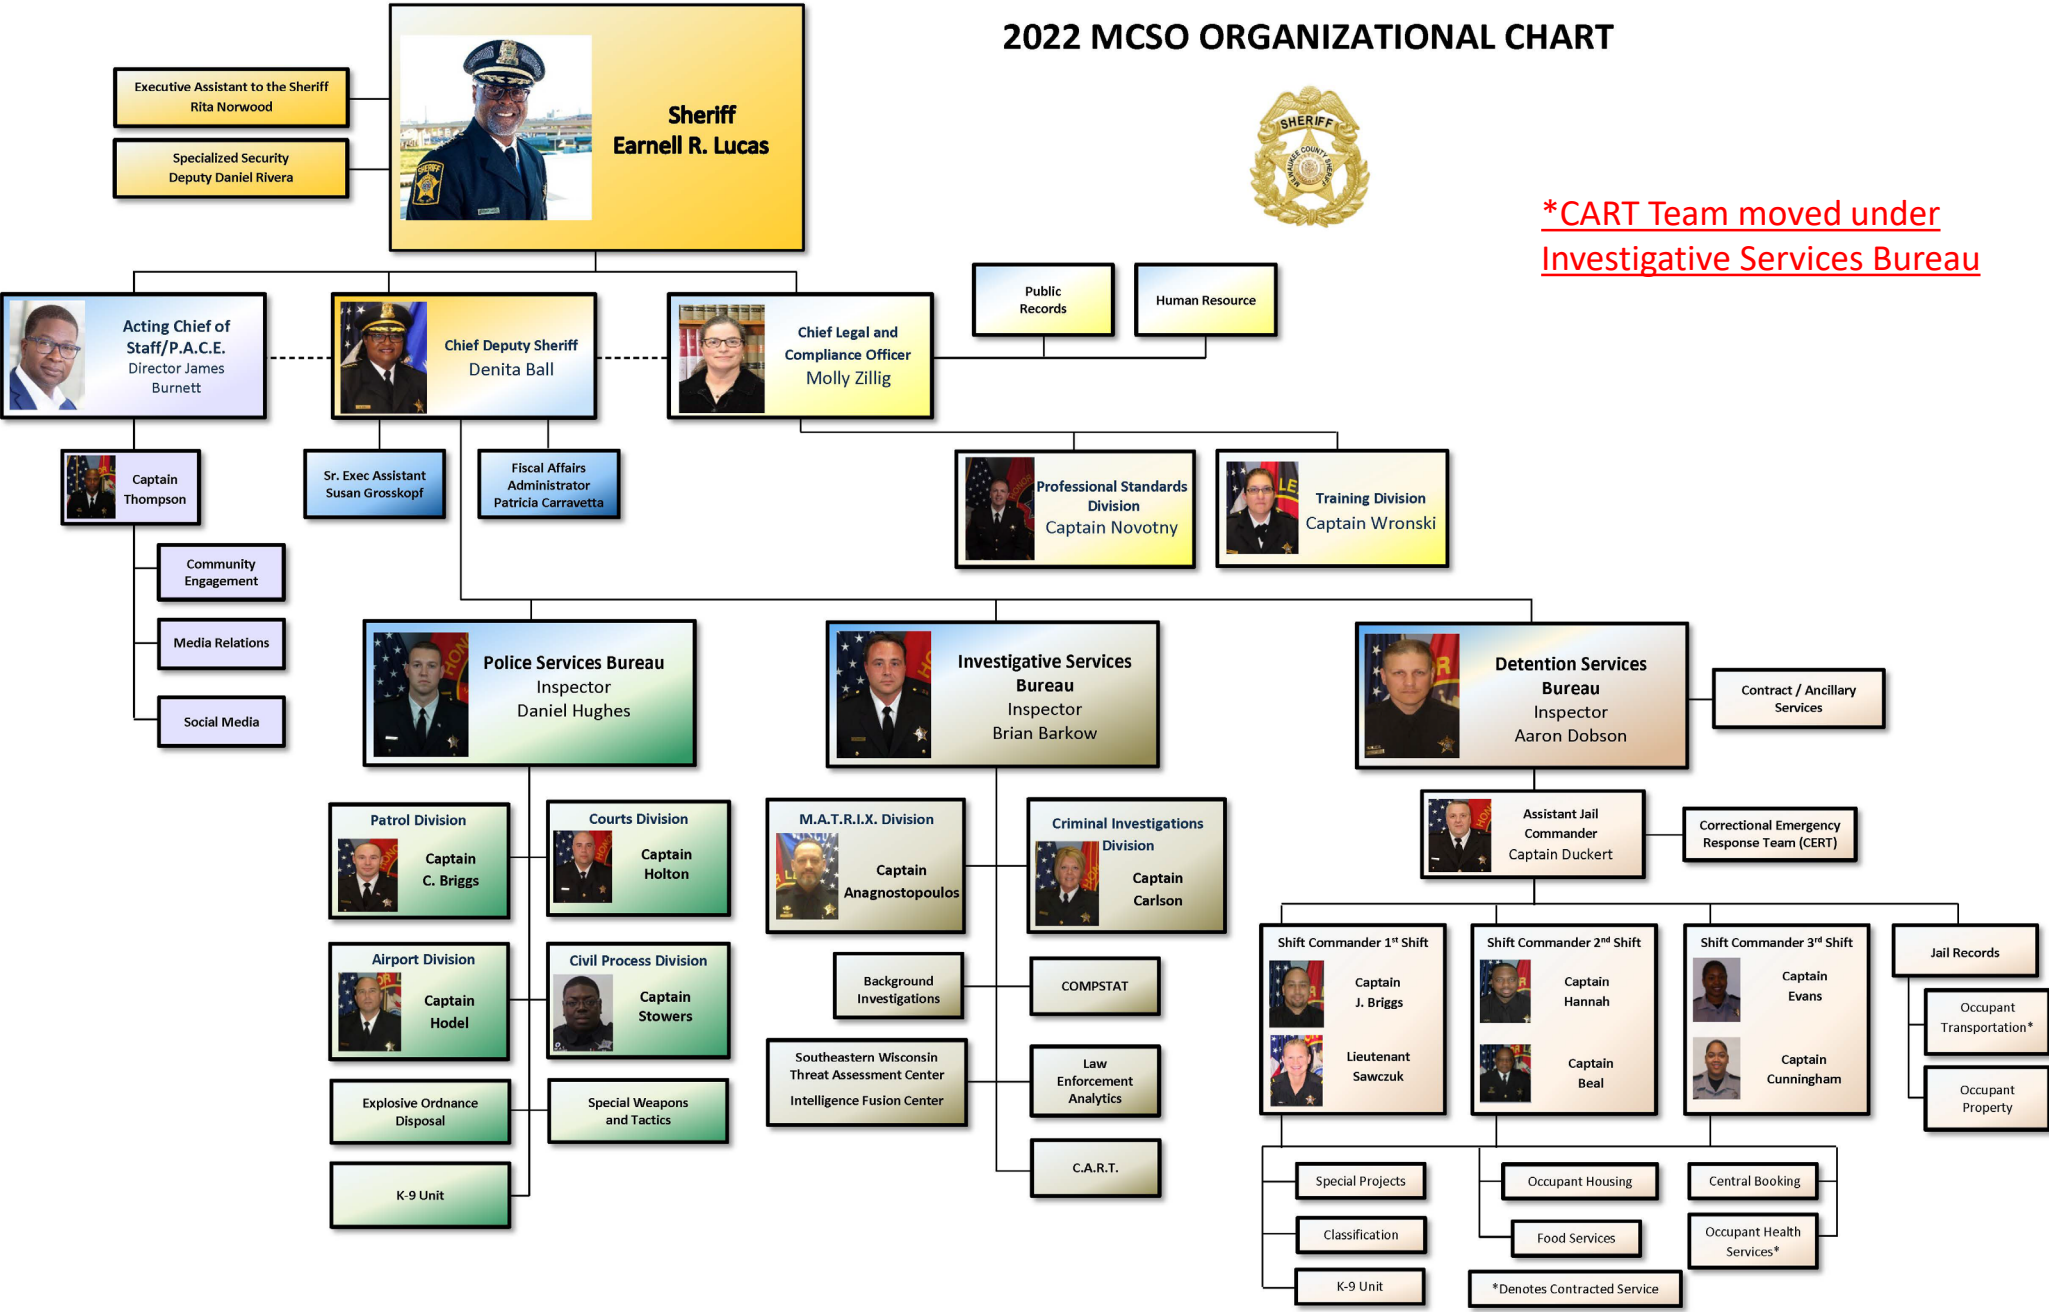 2022 MCSO ORGANIZATIONAL CHART
SHERIFF
MILWAUKEE COUNTY SHERIFF
*CART Team moved under
Investigative Services Bureau
Executive Assistant to the Sheriff
Rita Norwood
Specialized Security
Deputy Daniel Rivera
Sheriff
Earnell R. Lucas
Public
Records
Human Resource
Acting Chief of
Staff/P.A.C.E.
Director James
Burnett
Chief Deputy Sheriff
Denita Ball
Chief Legal and
Compliance Officer
Molly Zillig
Captain
Thompson
Sr. Exec Assistant
Susan Grosskopf
Fiscal Affairs
Administrator
Patricia Carravetta
Professional Standards
Division
Captain Novotny
Training Division
Captain Wronski
Community
Engagement
Media Relations
Social Media
Police Services Bureau
Inspector
Daniel Hughes
Investigative Services
Bureau
Inspector
Brian Barkow
Detention Services
Bureau
Inspector
Aaron Dobson
Contract / Ancillary
Services
Patrol Division
Captain
C. Briggs
Courts Division
Captain
Holton
Airport Division
Captain
Hodel
Civil Process Division
Captain
Stowers
Explosive Ordnance
Disposal
Special Weapons
and Tactics
K-9 Unit
M.A.T.R.I.X. Division
Captain
Anagnostopoulos
Criminal Investigations
Division
Captain
Carlson
Background
Investigations
COMPSTAT
Southeastern Wisconsin
Threat Assessment Center
Intelligence Fusion Center
Law
Enforcement
Analytics
C.A.R.T.
Assistant Jail
Commander
Captain Duckert
Correctional Emergency
Response Team (CERT)
Shift Commander 1st Shift
Captain
J. Briggs
Lieutenant
Sawczuk
Shift Commander 2nd Shift
Captain
Hannah
Captain
Beal
Shift Commander 3rd Shift
Captain
Evans
Captain
Cunningham
Jail Records
Occupant
Transportation*
Occupant
Property
Special Projects
Classification
K-9 Unit
Occupant Housing
Food Services
Central Booking
Occupant Health
Services*
*Denotes Contracted Service